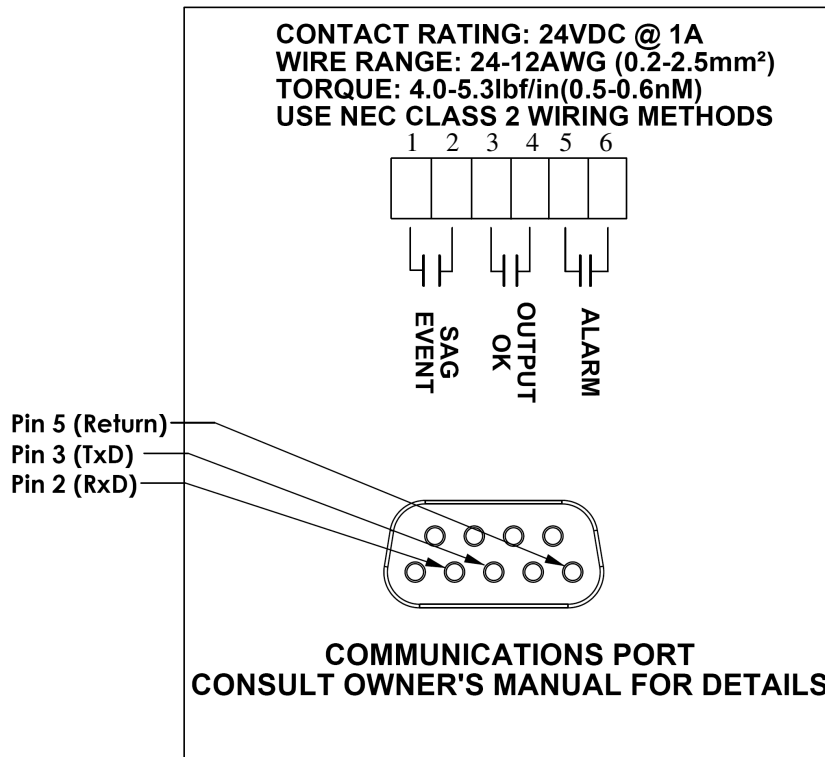 CONTACT RATING: 24VDC @ 1A
WIRE RANGE: 24-12AWG (0.2-2.5mm²)
TORQUE: 4.0-5.3lbf/in(0.5-0.6nM)
USE NEC CLASS 2 WIRING METHODS
1 2 3 4 5 6
SAG
EVENT
OUTPUT
OK
ALARM
Pin 5 (Return)
Pin 3 (TxD)
Pin 2 (RxD)
COMMUNICATIONS PORT
CONSULT OWNER'S MANUAL FOR DETAILS